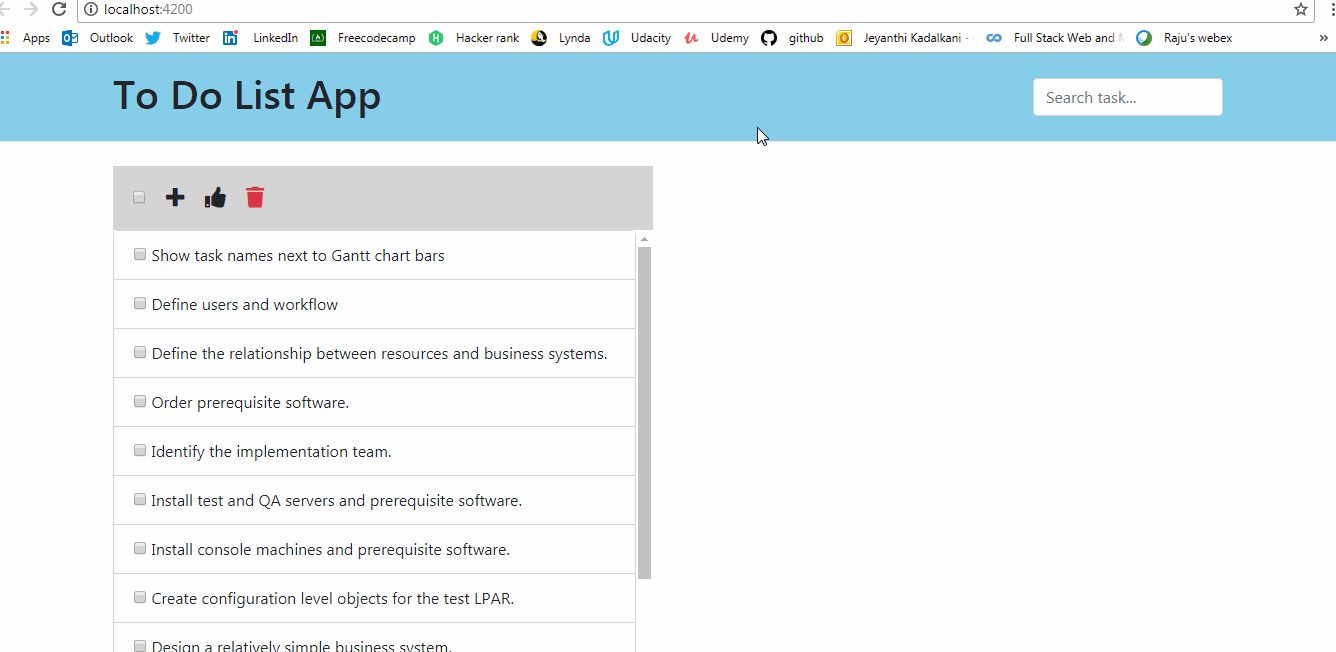 localhost:4200
Apps Outlook Twitter LinkedIn Freecodecamp Hacker rank Lynda Udacity Udemy github Jeyanthi Kadalkani - Full Stack Web and Raju's webex »
To Do List App
Search task...
Show task names next to Gantt chart bars
Define users and workflow
Define the relationship between resources and business systems.
Order prerequisite software.
Identify the implementation team.
Install test and QA servers and prerequisite software.
Install console machines and prerequisite software.
Create configuration level objects for the test LPAR.
Design a relatively simple business system.